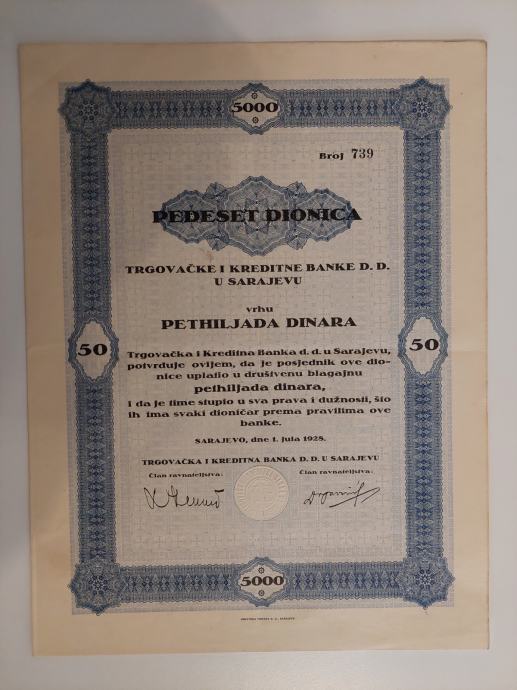 5000
Broj 739
PEDESET DIONICA
TRGOVAČKE I KREDITNE BANKE D. D.
U SARAJEVU
vrhu
PETHILJADA DINARA
50
50
Trgovačka i Kreditna Banka d. d. u Sarajevu,
potvrđuje ovijem, da je posjednik ove dio-
nice uplatio u društvenu blagajnu
pethiljada dinara,
i da je time stupio u sva prava i dužnosti, što
ih ima svaki dioničar prema pravilima ove
banke.
SARAJEVO, dne 1. jula 1928.
TRGOVAČKA I KREDITNA BANKA D. D. U SARAJEVU
Član ravnateljstva:
Član ravnateljstva:
5000
SARAJEVO